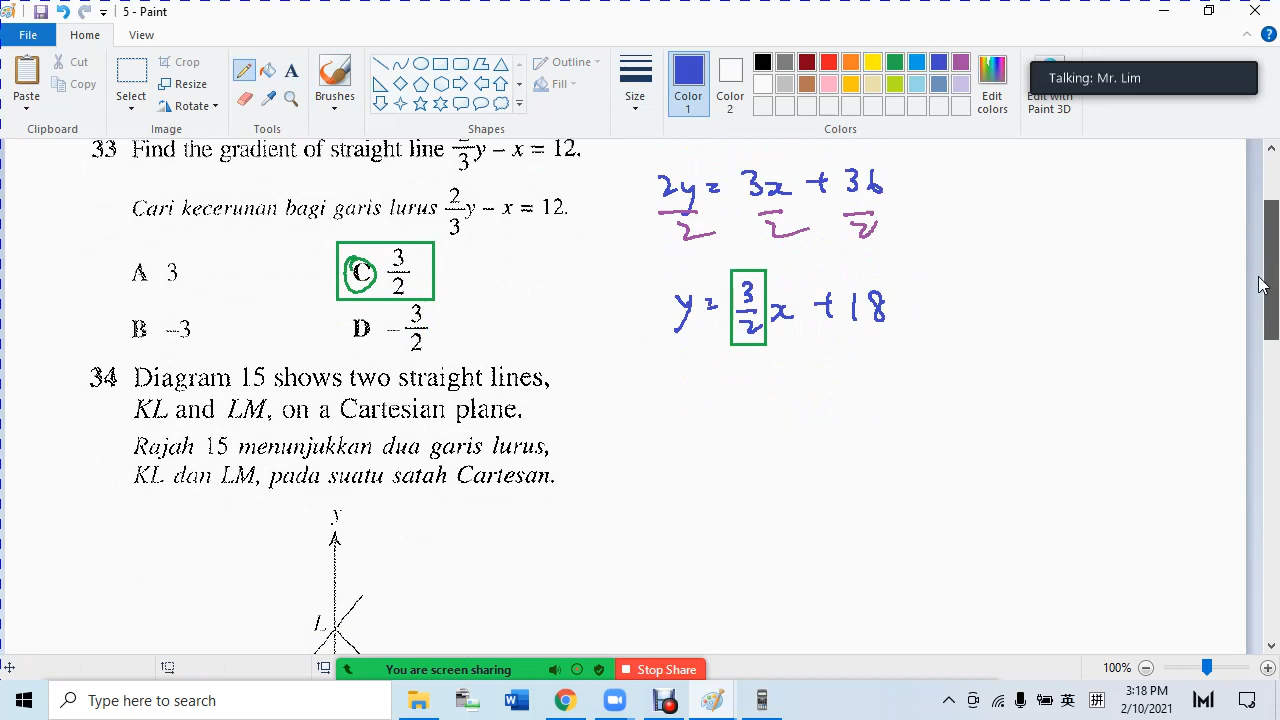 5 - Paint
File Home View
Paste Cut Copy Clipboard
Select Crop Resize Rotate Image
Tools
Brushes
Outline Fill Shapes
Size
Color 1 Color 2 Edit colors Colors
Edit with Paint 3D
Talking: Mr. Lim
33 Find the gradient of straight line 2/3 y – x = 12.
Cari kecerunan bagi garis lurus 2/3 y – x = 12.
A 3
C 3/2
B –3
D – 3/2
2y = 3x + 36
2 2 2
y = 3/2 x + 18
34 Diagram 15 shows two straight lines,
KL and LM, on a Cartesian plane.
Rajah 15 menunjukkan dua garis lurus,
KL dan LM, pada suatu satah Cartesan.
y
L
You are screen sharing Stop Share
100%
Type here to search
英 拼 3:18 PM
2/10/2021